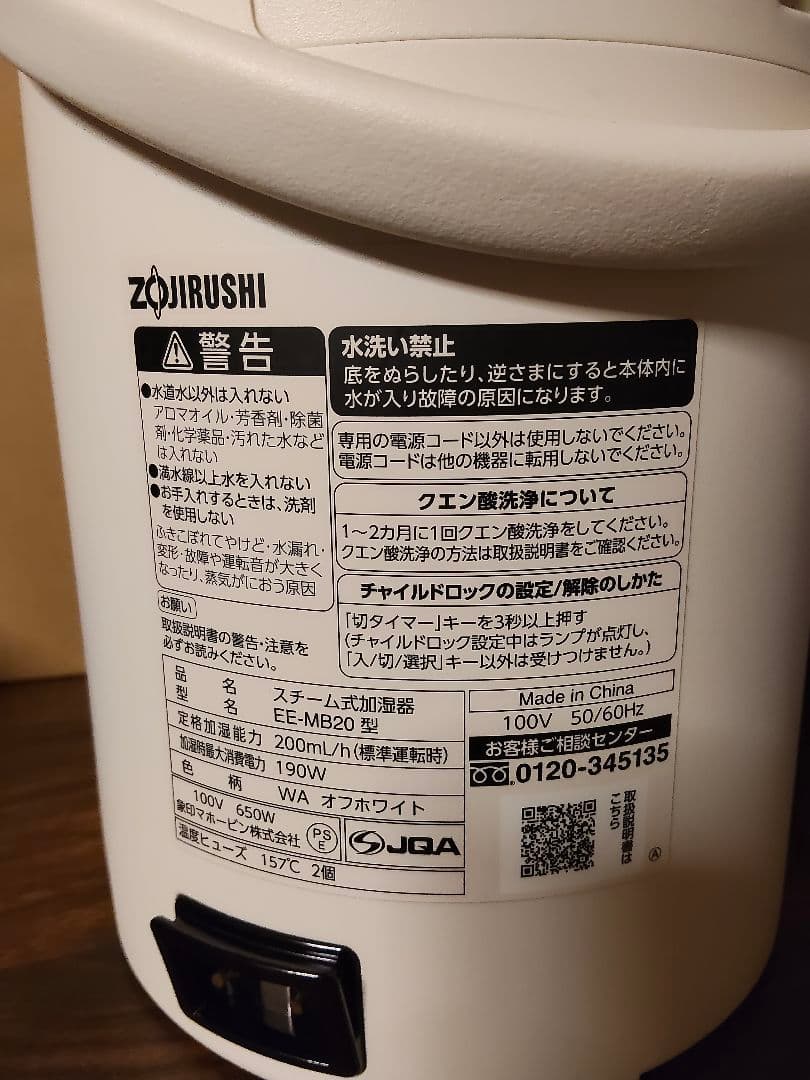 ZOJIRUSHI
警告
●水道水以外は入れない
アロマオイル・芳香剤・除菌
剤・化学薬品・汚れた水など
は入れない
●満水線以上水を入れない
●お手入れするときは、洗剤
を使用しない
ふきこぼれてやけど・水漏れ・
変形・故障や運転音が大きく
なったり、蒸気がにおう原因
お願い
取扱説明書の警告・注意を
必ずお読みください。
水洗い禁止
底をぬらしたり、逆さまにすると本体内に
水が入り故障の原因になります。
専用の電源コード以外は使用しないでください。
電源コードは他の機器に転用しないでください。
クエン酸洗浄について
1～2カ月に1回クエン酸洗浄をしてください。
クエン酸洗浄の方法は取扱説明書をご確認ください。
チャイルドロックの設定/解除のしかた
「切タイマー」キーを3秒以上押す
(チャイルドロック設定中はランプが点灯し、
「入/切/選択」キー以外は受けつけません。)
品名 スチーム式加湿器
型名 EE-MB20 型
定格加湿能力 200mL/h(標準運転時)
加湿時最大消費電力 190W
色柄 WA オフホワイト
100V 650W
象印マホービン株式会社
PS
E
JQA
温度ヒューズ 157℃ 2個
Made in China
100V 50/60Hz
お客様ご相談センター
0120-345135
取扱説明書は
こちら
A